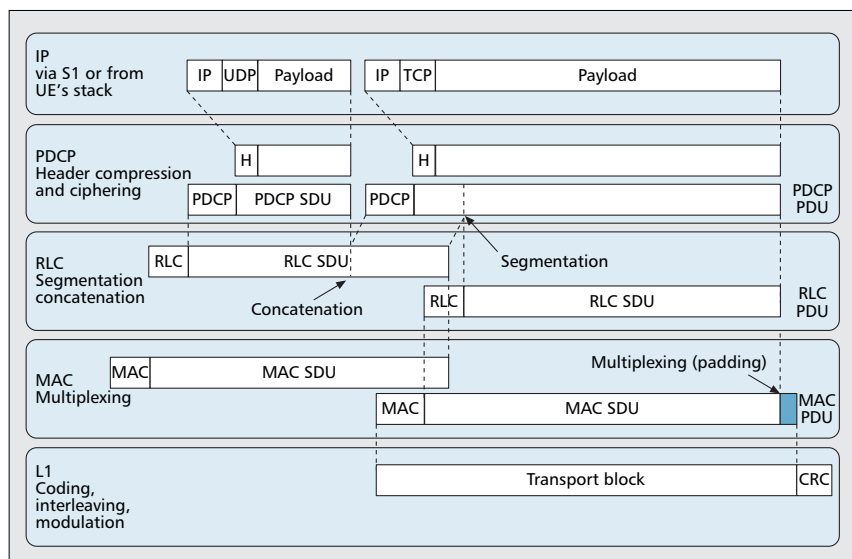 IP
via S1 or from
UE's stack
IP UDP Payload
IP TCP Payload
PDCP
Header compression
and ciphering
H
H
PDCP PDCP SDU
PDCP
PDCP
PDU
RLC
Segmentation
concatenation
RLC RLC SDU
Segmentation
Concatenation
RLC RLC SDU
RLC
PDU
MAC
Multiplexing
MAC MAC SDU
Multiplexing (padding)
MAC MAC SDU
MAC
PDU
L1
Coding,
interleaving,
modulation
Transport block CRC